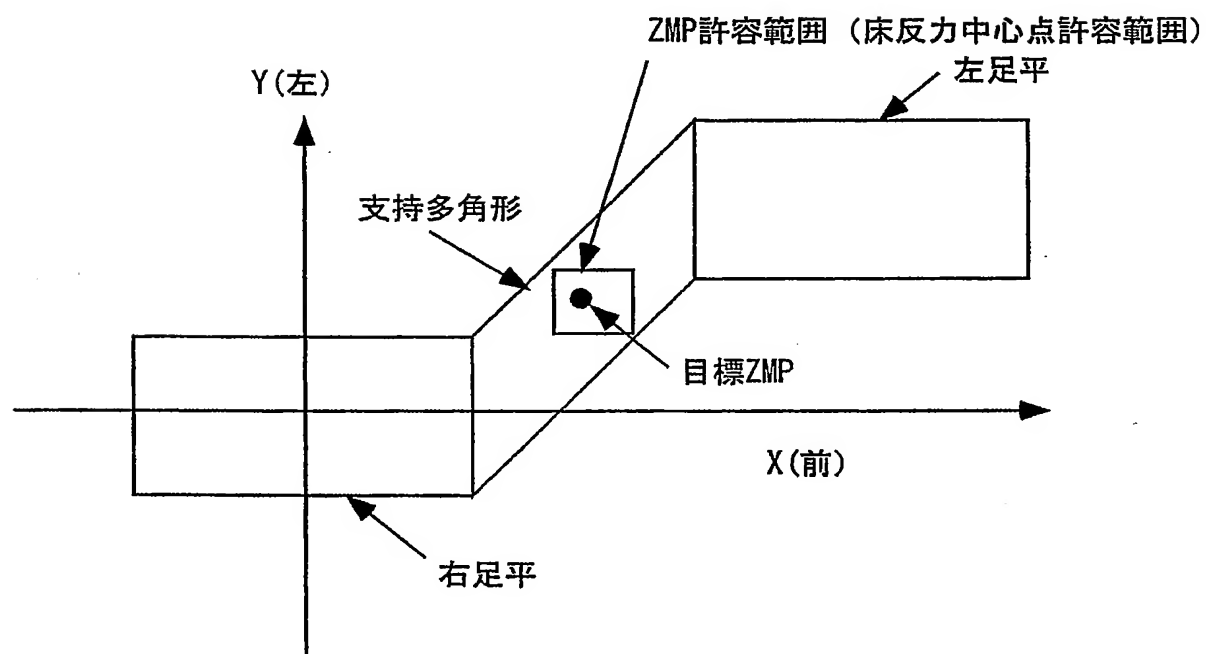 ZMP許容範囲（床反力中心点許容範囲）
左足平
Y(左)
支持多角形
目標ZMP
X(前)
右足平